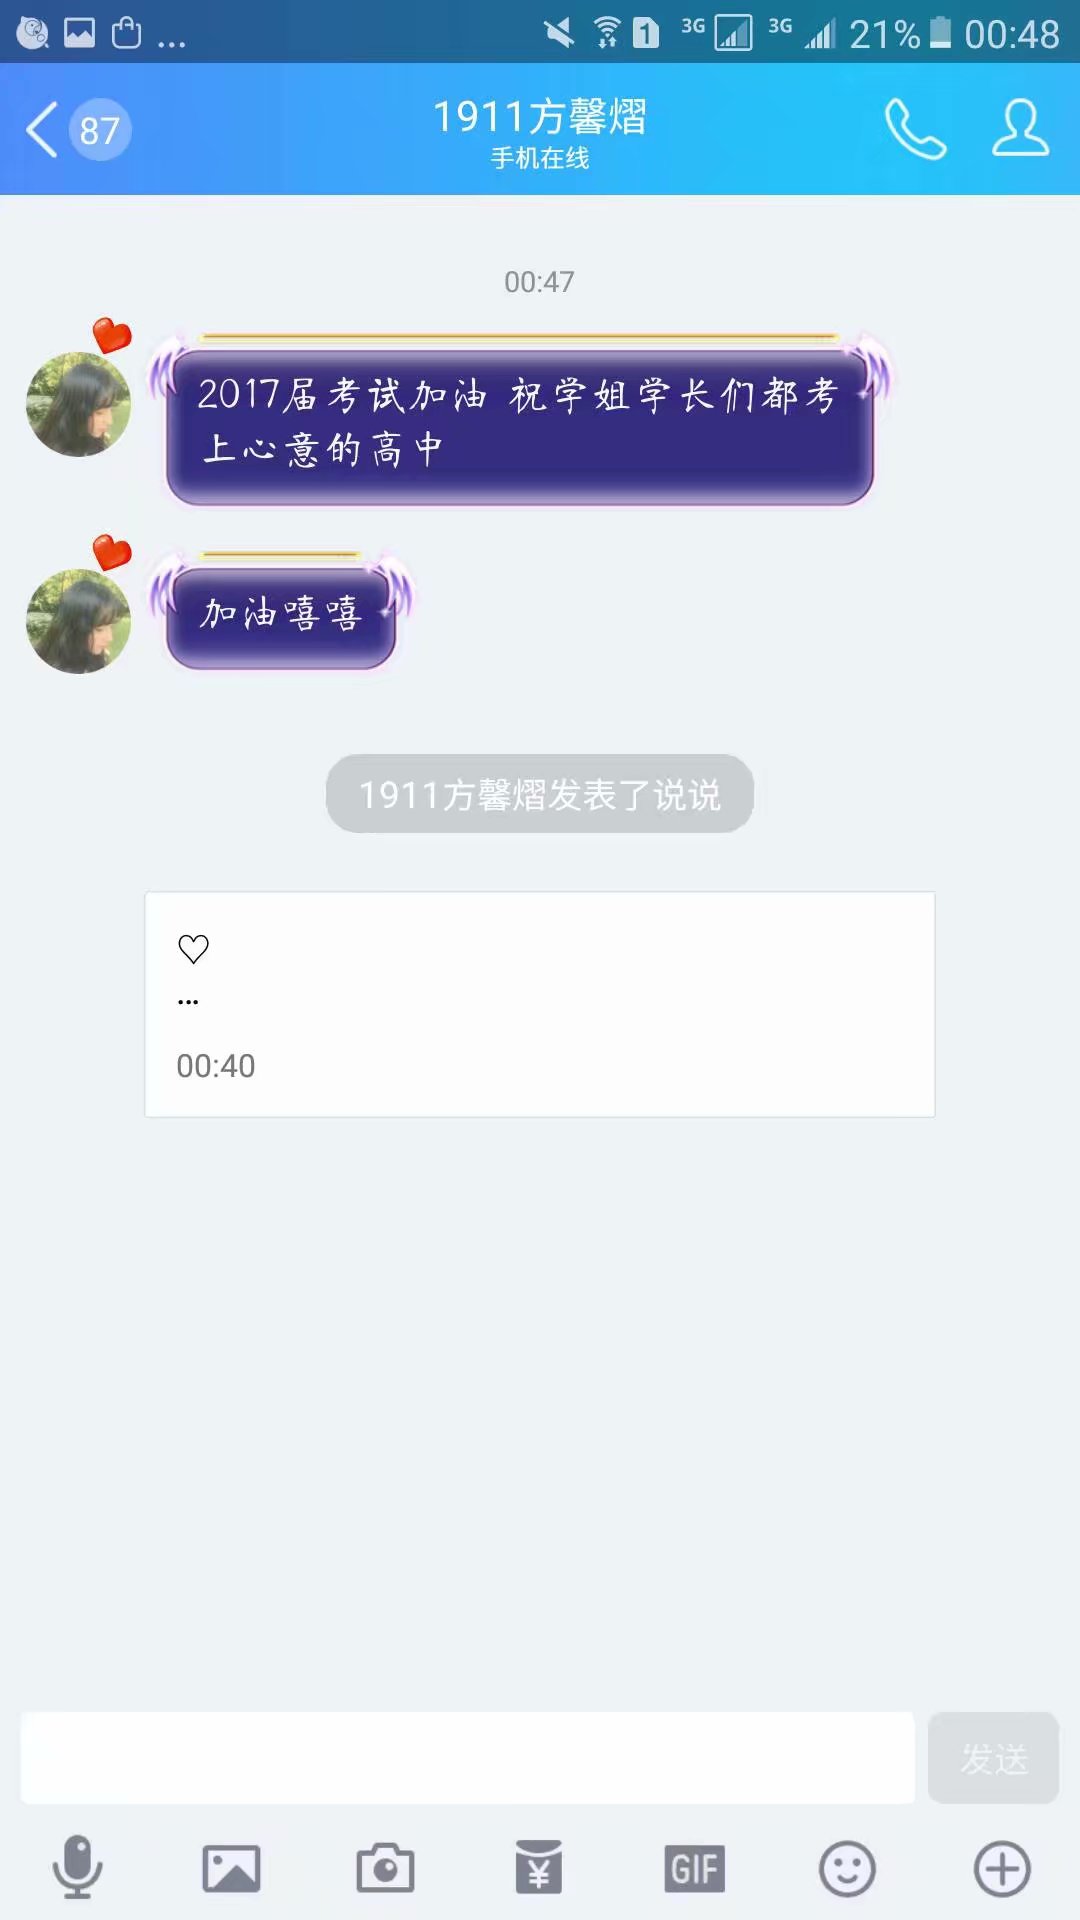 ... 1 3G 3G 21% 00:48
87
1911方馨熠
手机在线
00:47
2017届考试加油 祝学姐学长们都考
上心意的高中
加油嘻嘻
1911方馨熠发表了说说
♡
...
00:40
发送
¥ GIF